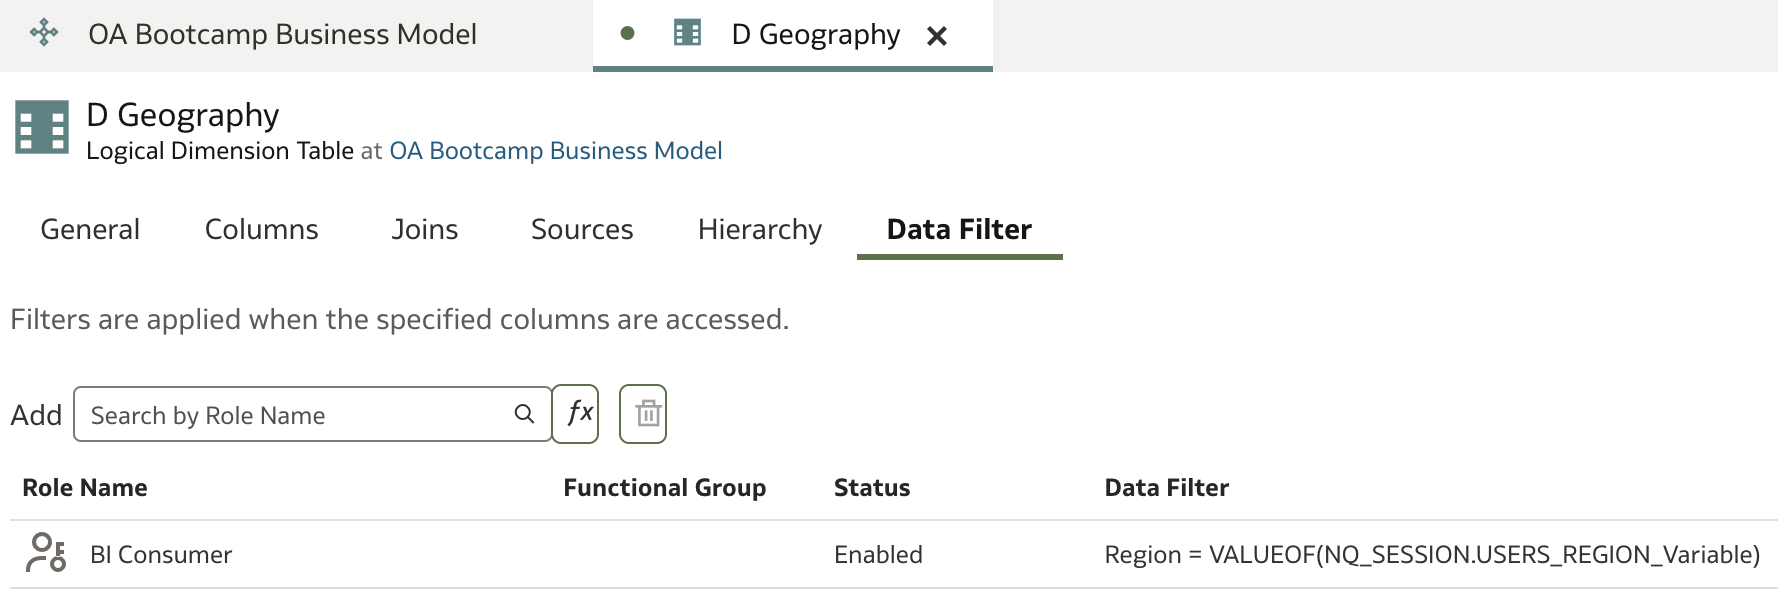 OA Bootcamp Business Model
D Geography
D Geography
Logical Dimension Table at OA Bootcamp Business Model
General Columns Joins Sources Hierarchy Data Filter
Filters are applied when the specified columns are accessed.
Add Search by Role Name fx
Role Name Functional Group Status Data Filter
BI Consumer Enabled Region = VALUEOF(NQ_SESSION.USERS_REGION_Variable)